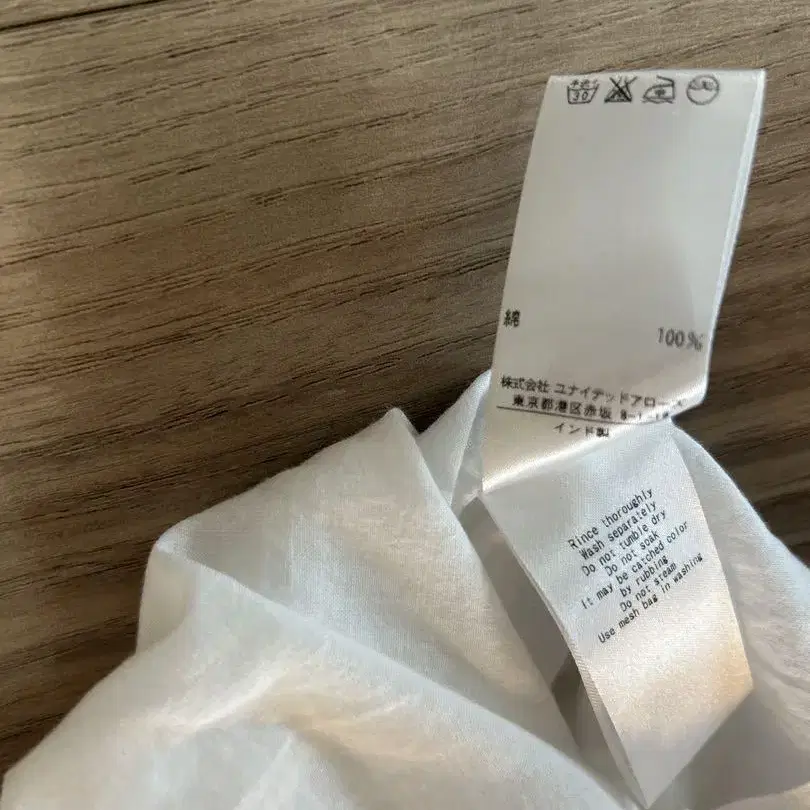 30
綿 100%
株式会社 ユナイテッドアロー
東京都港区赤坂 8-1-
インド製
Rince thoroughly
Wash separately
Do not tumble dry
Do not soak
It may be catched color
by rubbing
Do not steam
Use mesh bag in washing